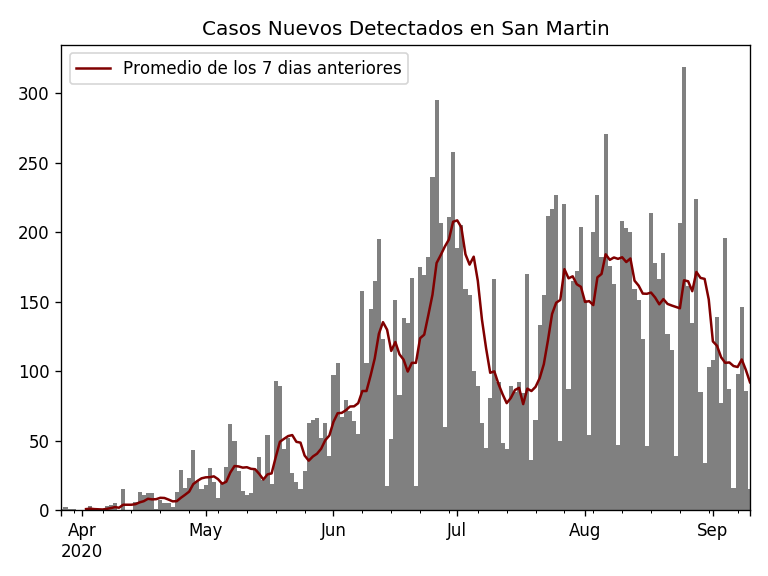 Casos Nuevos Detectados en San Martin
Promedio de los 7 dias anteriores
300
250
200
150
100
50
0
Apr May Jun Jul Aug Sep
2020